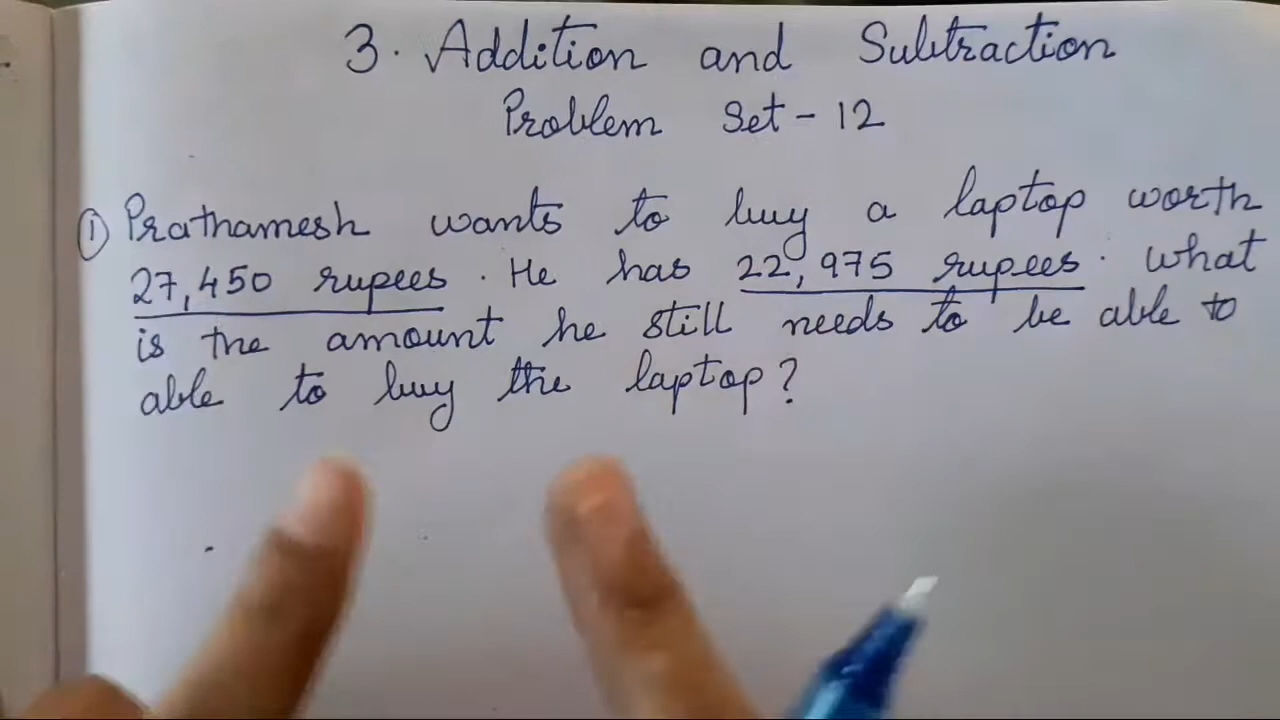 3. Addition and Subtraction
Problem Set - 12
① Prathamesh wants to buy a laptop worth
27,450 rupees. He has 22,975 rupees. what
is the amount he still needs to be able to
able to buy the laptop?